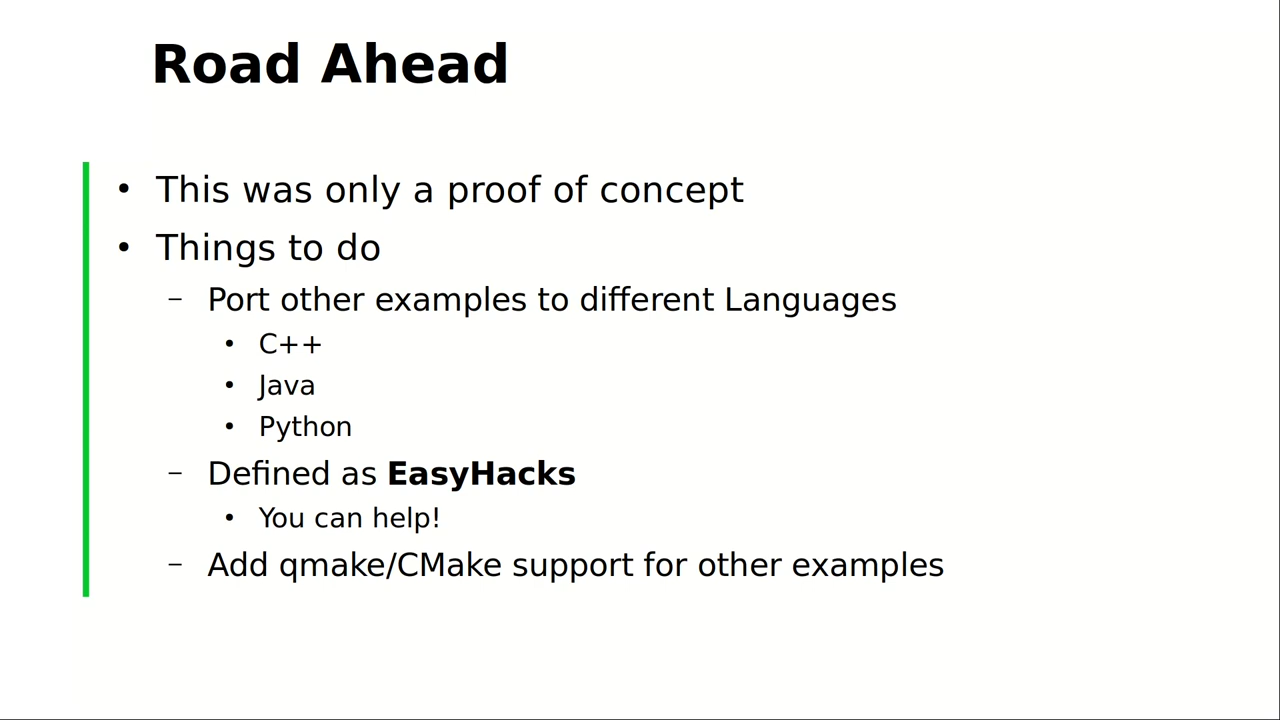 Road Ahead
• This was only a proof of concept
• Things to do
– Port other examples to different Languages
• C++
• Java
• Python
– Defined as EasyHacks
• You can help!
– Add qmake/CMake support for other examples